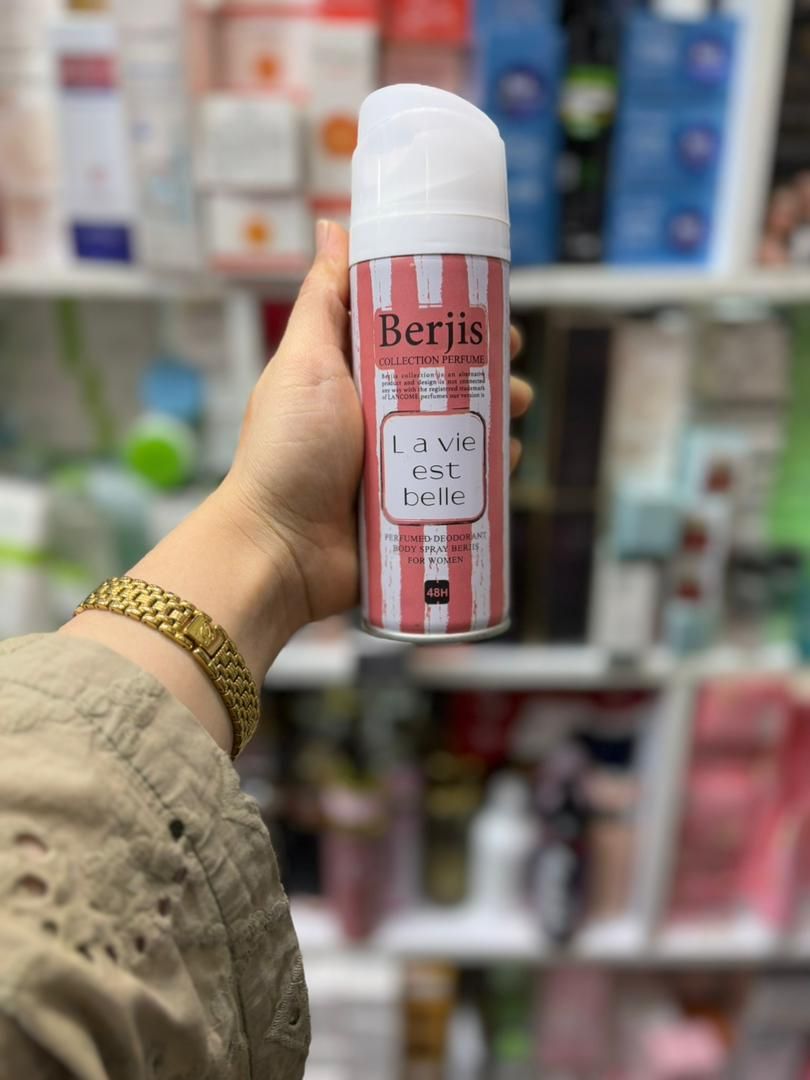 Berjis
COLLECTION PERFUME
Berjis collection is an alternative
product and design is not connected
any way with the registered trademark
of LANCOME perfumes our version is
La vie
est
belle
PERFUMED DEODORANT
BODY SPRAY BERJIS
FOR WOMEN
48H